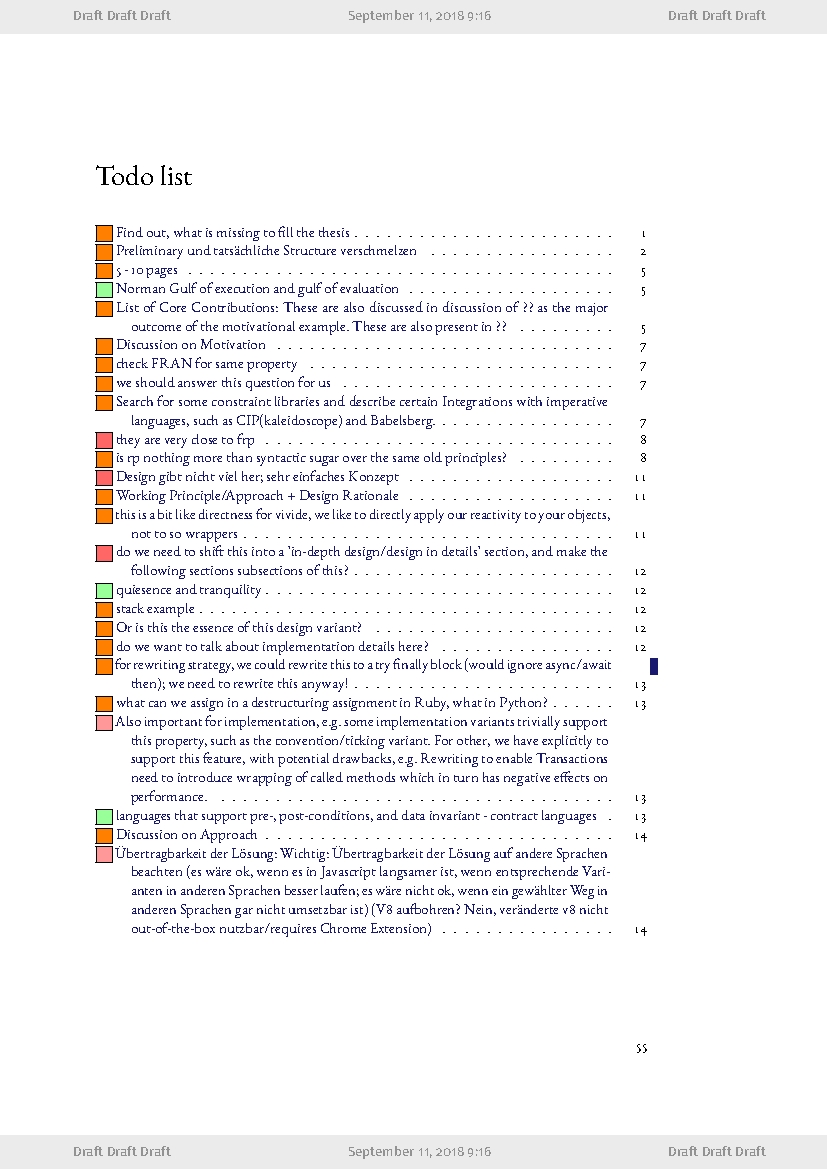 Draft Draft Draft September 11, 2018 9:16 Draft Draft Draft
Todo list
Find out, what is missing to fill the thesis . . . . . . . . . . . . . . . . . . . . . . . . 1
Preliminary und tatsächliche Structure verschmelzen . . . . . . . . . . . . . . . . . 2
5 - 10 pages . . . . . . . . . . . . . . . . . . . . . . . . . . . . . . . . . . . . . . . 5
Norman Gulf of execution and gulf of evaluation . . . . . . . . . . . . . . . . . . . 5
List of Core Contributions: These are also discussed in discussion of ?? as the major
outcome of the motivational example. These are also present in ?? . . . . . . . . . 5
Discussion on Motivation . . . . . . . . . . . . . . . . . . . . . . . . . . . . . . . 7
check FRAN for same property . . . . . . . . . . . . . . . . . . . . . . . . . . . . 7
we should answer this question for us . . . . . . . . . . . . . . . . . . . . . . . . . 7
Search for some constraint libraries and describe certain Integrations with imperative
languages, such as CIP(kaleidoscope) and Babelsberg. . . . . . . . . . . . . . . . . 7
they are very close to frp . . . . . . . . . . . . . . . . . . . . . . . . . . . . . . . . 8
is rp nothing more than syntactic sugar over the same old principles? . . . . . . . . . 8
Design gibt nicht viel her; sehr einfaches Konzept . . . . . . . . . . . . . . . . . . . 11
Working Principle/Approach + Design Rationale . . . . . . . . . . . . . . . . . . . 11
this is a bit like directness for vivide, we like to directly apply our reactivity to your objects,
not to so wrappers . . . . . . . . . . . . . . . . . . . . . . . . . . . . . . . . . . 11
do we need to shift this into a 'in-depth design/design in details' section, and make the
following sections subsections of this? . . . . . . . . . . . . . . . . . . . . . . . . 12
quiesence and tranquility . . . . . . . . . . . . . . . . . . . . . . . . . . . . . . . . 12
stack example . . . . . . . . . . . . . . . . . . . . . . . . . . . . . . . . . . . . . . 12
Or is this the essence of this design variant? . . . . . . . . . . . . . . . . . . . . . . 12
do we want to talk about implementation details here? . . . . . . . . . . . . . . . . 12
for rewriting strategy, we could rewrite this to a try finally block (would ignore async/await
then); we need to rewrite this anyway! . . . . . . . . . . . . . . . . . . . . . . . . 13
what can we assign in a destructuring assignment in Ruby, what in Python? . . . . . . 13
Also important for implementation, e.g. some implementation variants trivially support
this property, such as the convention/ticking variant. For other, we have explicitly to
support this feature, with potential drawbacks, e.g. Rewriting to enable Transactions
need to introduce wrapping of called methods which in turn has negative effects on
performance. . . . . . . . . . . . . . . . . . . . . . . . . . . . . . . . . . . . . 13
languages that support pre-, post-conditions, and data invariant - contract languages . 13
Discussion on Approach . . . . . . . . . . . . . . . . . . . . . . . . . . . . . . . . 14
Übertragbarkeit der Lösung: Wichtig: Übertragbarkeit der Lösung auf andere Sprachen
beachten (es wäre ok, wenn es in Javascript langsamer ist, wenn entsprechende Vari-
anten in anderen Sprachen besser laufen; es wäre nicht ok, wenn ein gewählter Weg in
anderen Sprachen gar nicht umsetzbar ist) (V8 aufbohren? Nein, veränderte v8 nicht
out-of-the-box nutzbar/requires Chrome Extension) . . . . . . . . . . . . . . . . 14
55
Draft Draft Draft September 11, 2018 9:16 Draft Draft Draft